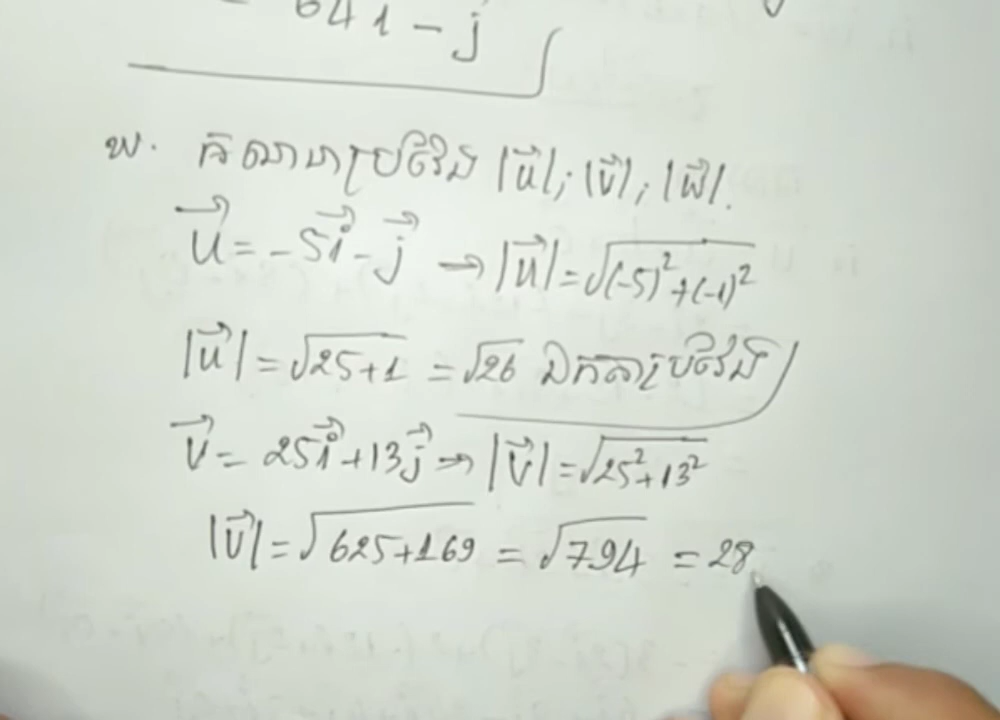 641 - j
ឃ. គណនាប្រវែង |u⃗|; |v⃗|; |w⃗|.
u⃗ = -5i⃗ - j⃗ → |u⃗| = √((-5)² + (-1)²)
|u⃗| = √(25+1) = √26 ឯកតាប្រវែង
v⃗ = 25i⃗ + 13j⃗ → |v⃗| = √(25² + 13²)
|v⃗| = √(625+169) = √794 = 28